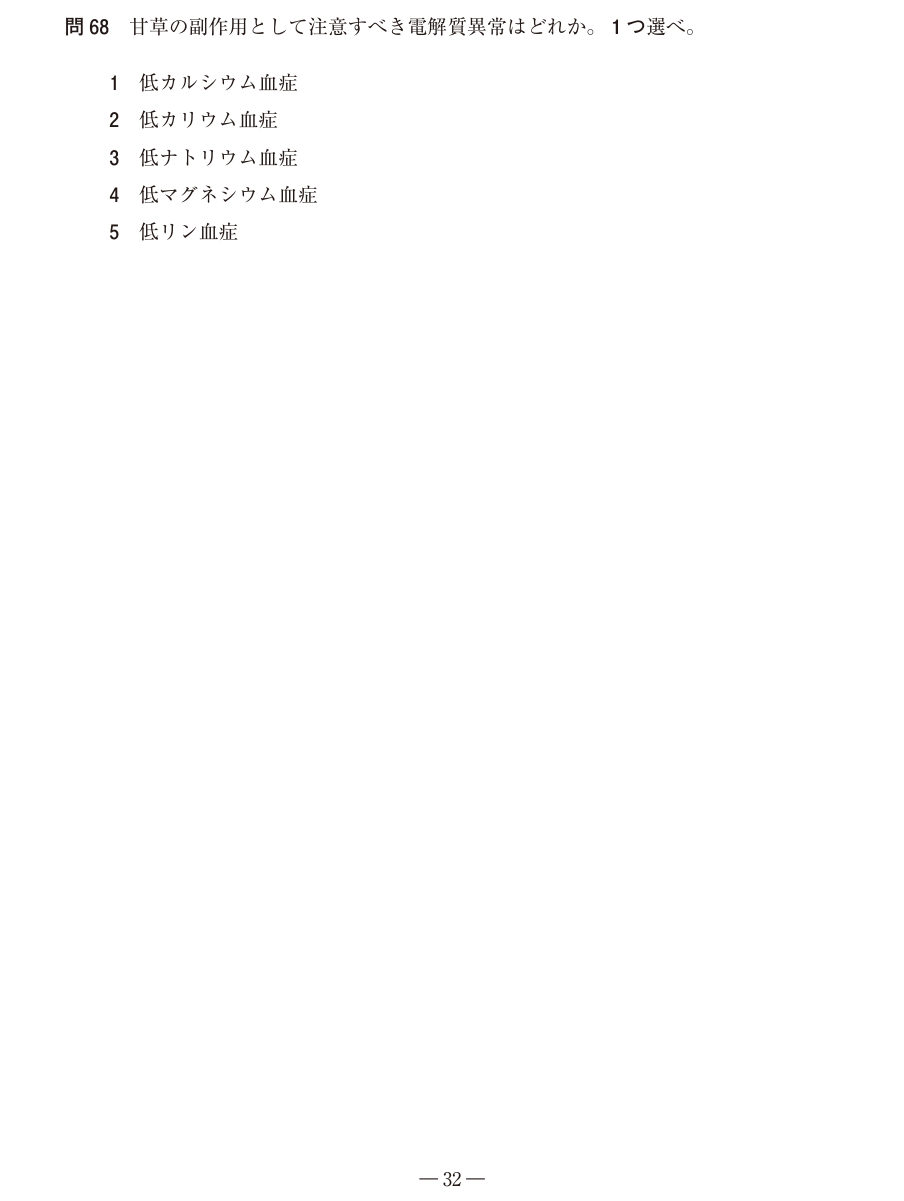 問68 甘草の副作用として注意すべき電解質異常はどれか。1つ選べ。
1 低カルシウム血症
2 低カリウム血症
3 低ナトリウム血症
4 低マグネシウム血症
5 低リン血症
— 32 —